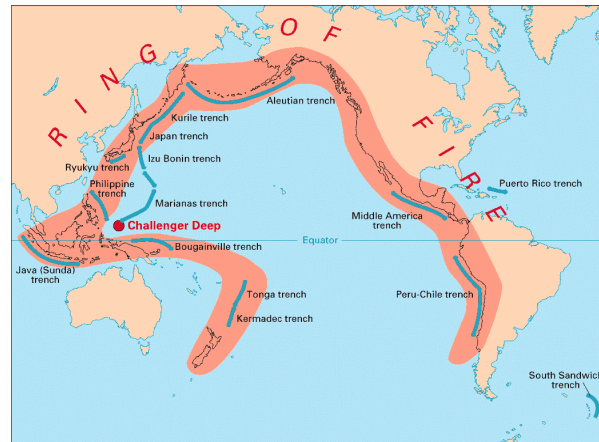 RING OF FIRE
Aleutian trench
Kurile trench
Japan trench
Izu Bonin trench
Ryukyu trench
Philippine
trench
Marianas trench
Challenger Deep
Bougainville trench
Equator
Java (Sunda)
trench
Tonga trench
Kermadec trench
Middle America
trench
Puerto Rico trench
Peru-Chile trench
South Sandwich
trench